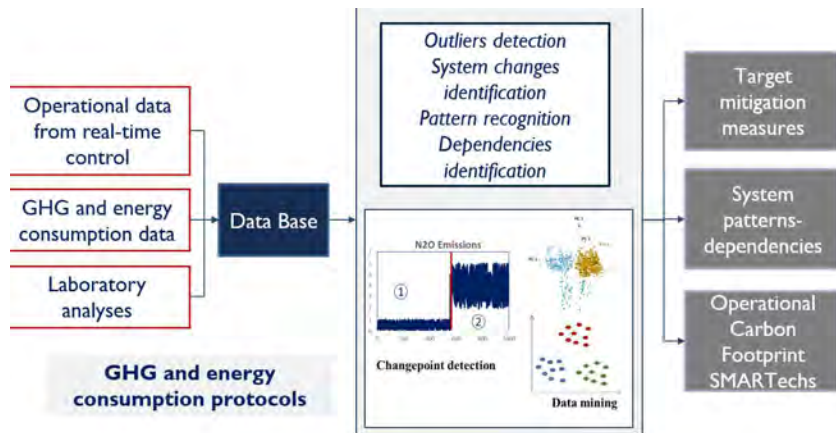 Operational data
from real-time
control
GHG and energy
consumption data
Laboratory
analyses
GHG and energy
consumption protocols
Data Base
Outliers detection
System changes
identification
Pattern recognition
Dependencies
identification
N2O Emissions
①
②
Changepoint detection
Data mining
Target
mitigation
measures
System
patterns-
dependencies
Operational
Carbon
Footprint
SMARTechs